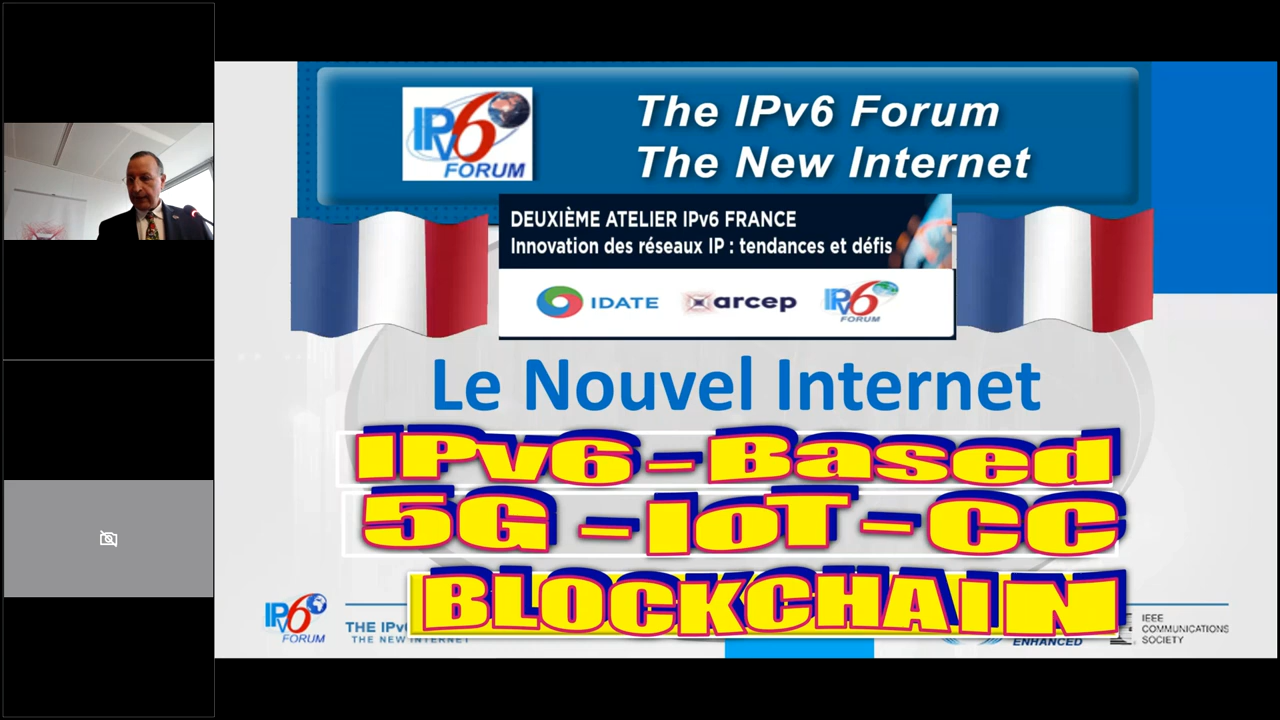 IPv6
FORUM
The IPv6 Forum
The New Internet
DEUXIÈME ATELIER IPv6 FRANCE
Innovation des réseaux IP : tendances et défis
IDATE
arcep
IPv6
FORUM
Le Nouvel Internet
IPv6 - Based
5G - IoT - CC
BLOCKCHAIN
IPv6
FORUM
THE IPv
THE NEW INTERNET
ENHANCED
IEEE
COMMUNICATIONS
SOCIETY